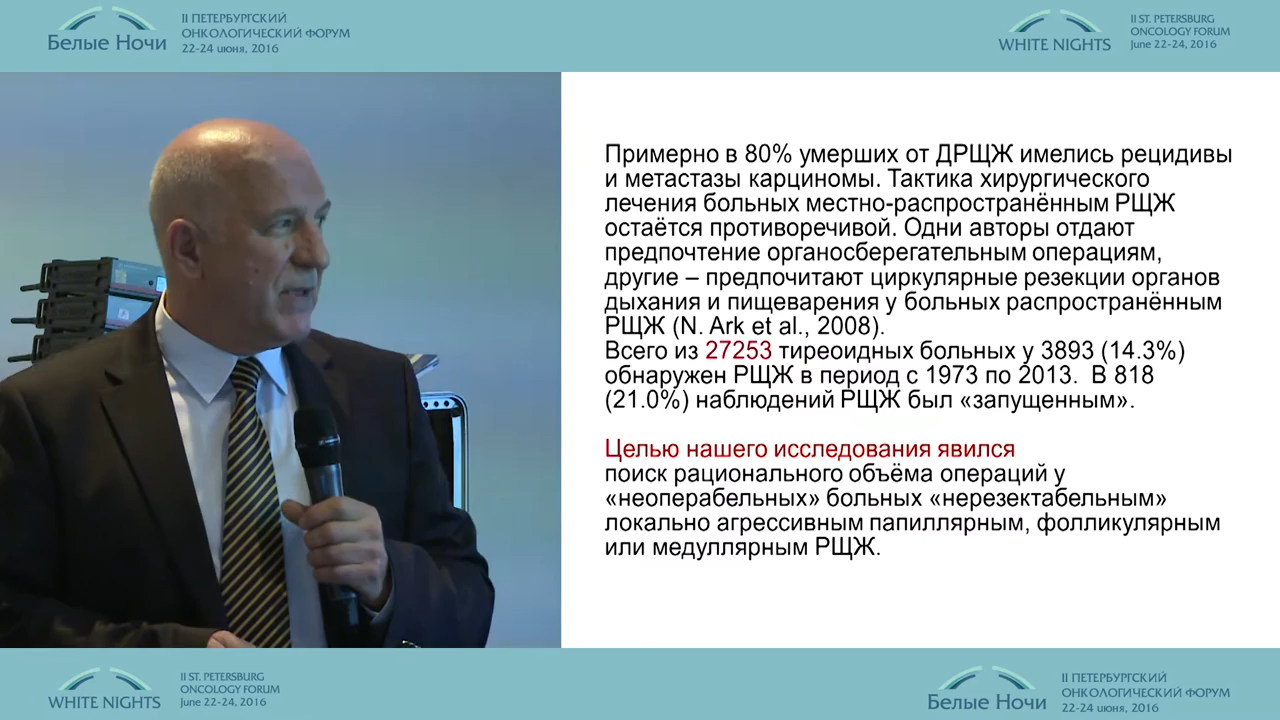 II ПЕТЕРБУРГСКИЙ
ОНКОЛОГИЧЕСКИЙ ФОРУМ
Белые Ночи
22-24 июня, 2016
II ST. PETERSBURG
ONCOLOGY FORUM
WHITE NIGHTS
June 22-24, 2016
Примерно в 80% умерших от ДРЩЖ имелись рецидивы
и метастазы карциномы. Тактика хирургического
лечения больных местно-распространённым РЩЖ
остаётся противоречивой. Одни авторы отдают
предпочтение органосберегательным операциям,
другие – предпочитают циркулярные резекции органов
дыхания и пищеварения у больных распространённым
РЩЖ (N. Ark et al., 2008).
Всего из 27253 тиреоидных больных у 3893 (14.3%)
обнаружен РЩЖ в период с 1973 по 2013. В 818
(21.0%) наблюдений РЩЖ был «запущенным».
Целью нашего исследования явился
поиск рационального объёма операций у
«неоперабельных» больных «нерезектабельным»
локально агрессивным папиллярным, фолликулярным
или медуллярным РЩЖ.
II ST. PETERSBURG
ONCOLOGY FORUM
WHITE NIGHTS
June 22-24, 2016
II ПЕТЕРБУРГСКИЙ
ОНКОЛОГИЧЕСКИЙ ФОРУМ
Белые Ночи
22-24 июня, 2016